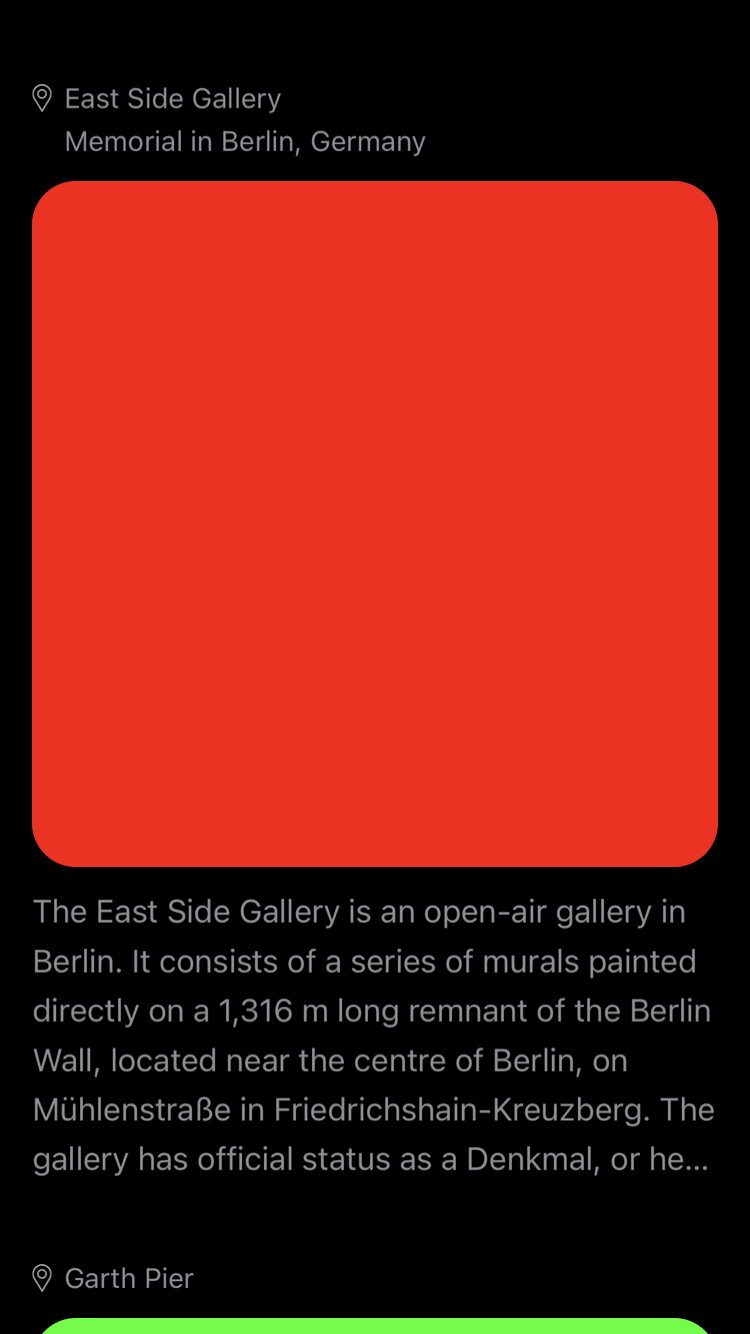 East Side Gallery
Memorial in Berlin, Germany
The East Side Gallery is an open-air gallery in
Berlin. It consists of a series of murals painted
directly on a 1,316 m long remnant of the Berlin
Wall, located near the centre of Berlin, on
Mühlenstraße in Friedrichshain-Kreuzberg. The
gallery has official status as a Denkmal, or he...
Garth Pier